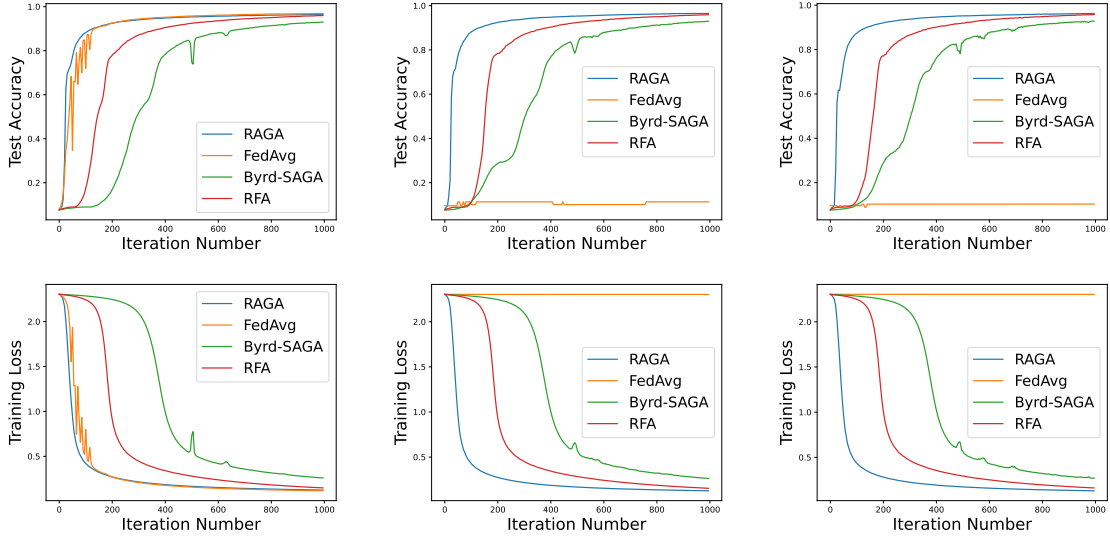 Test Accuracy
1.0
0.8
0.6
0.4
0.2
0 200 400 600 800 1000
Iteration Number
RAGA
FedAvg
Byrd-SAGA
RFA
Test Accuracy
1.0
0.8
0.6
0.4
0.2
0 200 400 600 800 1000
Iteration Number
RAGA
FedAvg
Byrd-SAGA
RFA
Test Accuracy
1.0
0.8
0.6
0.4
0.2
0 200 400 600 800 1000
Iteration Number
RAGA
FedAvg
Byrd-SAGA
RFA
Training Loss
2.0
1.5
1.0
0.5
0 200 400 600 800 1000
Iteration Number
RAGA
FedAvg
Byrd-SAGA
RFA
Training Loss
2.0
1.5
1.0
0.5
0 200 400 600 800 1000
Iteration Number
RAGA
FedAvg
Byrd-SAGA
RFA
Training Loss
2.0
1.5
1.0
0.5
0 200 400 600 800 1000
Iteration Number
RAGA
FedAvg
Byrd-SAGA
RFA